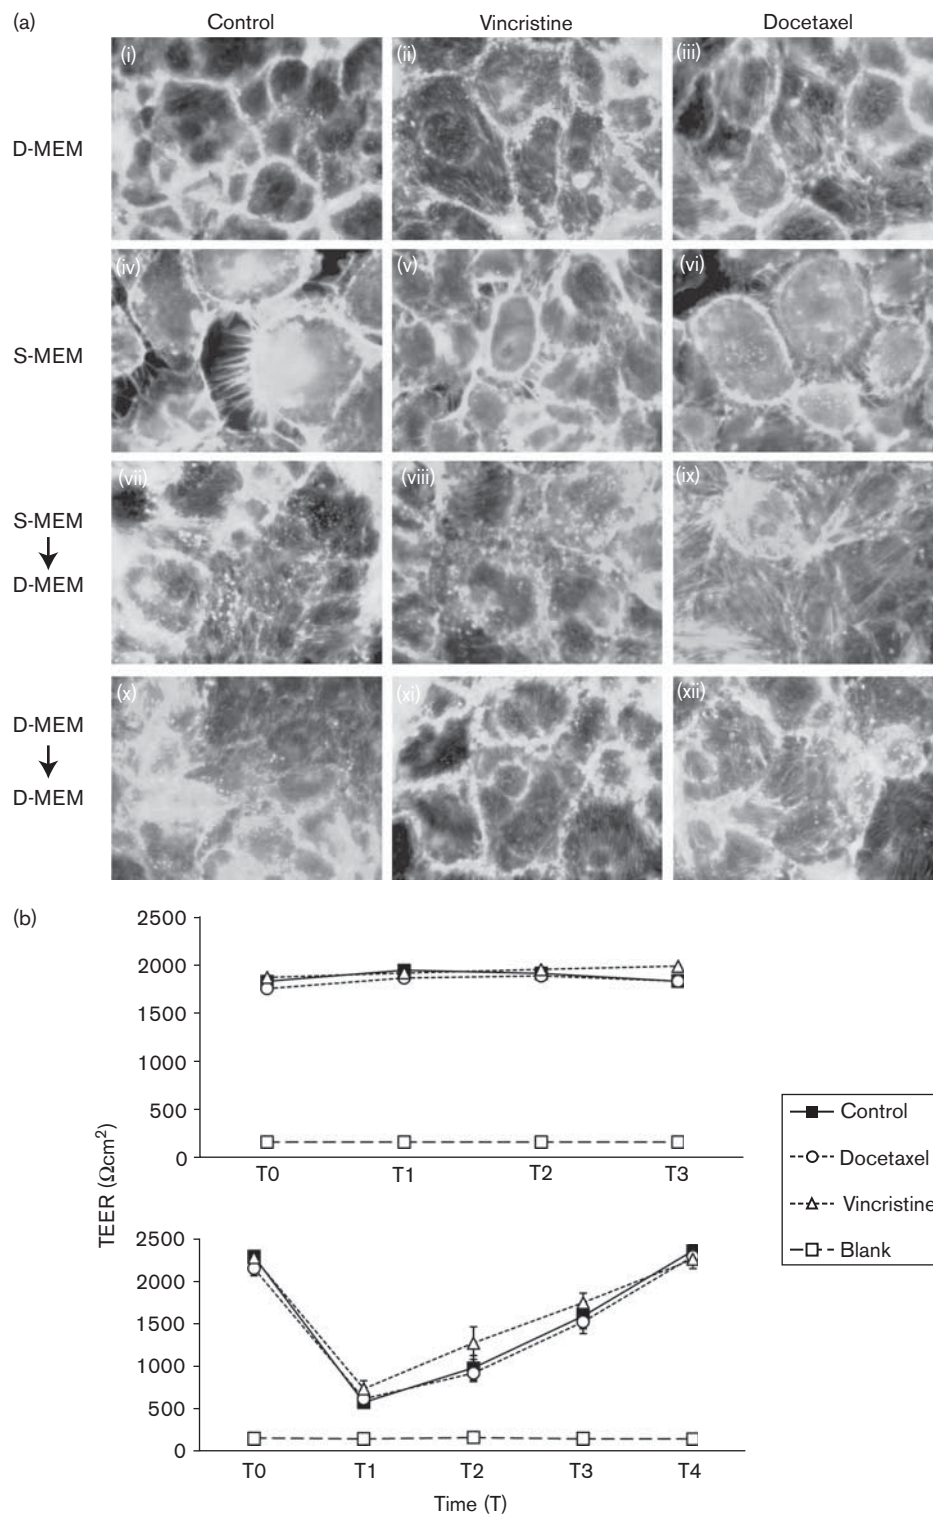 (a)
Control Vincristine Docetaxel
D-MEM
(i) (ii) (iii)
S-MEM
(iv) (v) (vi)
S-MEM
D-MEM
(vii) (viii) (ix)
D-MEM
D-MEM
(x) (xi) (xii)
(b)
TEER (Ωcm²)
2500
2000
1500
1000
500
0
T0 T1 T2 T3
2500
2000
1500
1000
500
0
T0 T1 T2 T3 T4
Time (T)
Control
Docetaxel
Vincristine
Blank